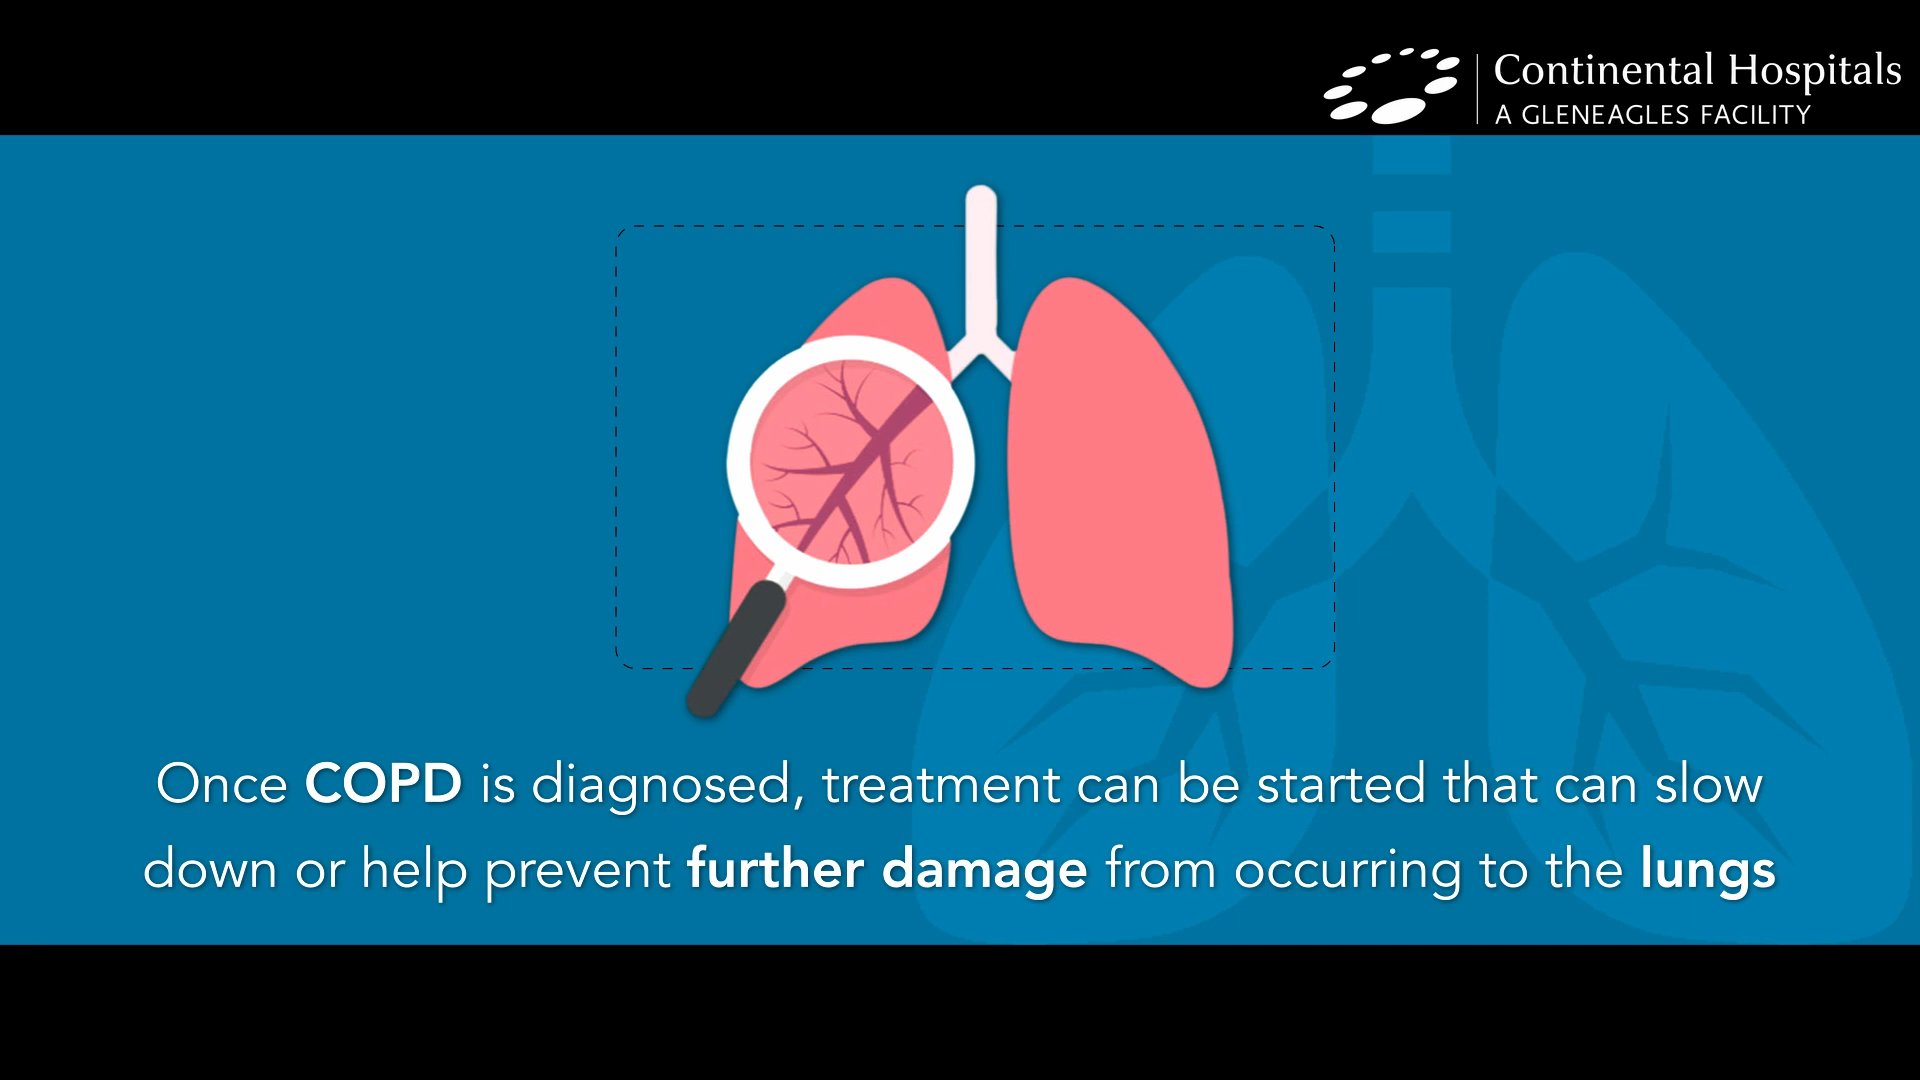 Continental Hospitals
A GLENEAGLES FACILITY
Once COPD is diagnosed, treatment can be started that can slow
down or help prevent further damage from occurring to the lungs